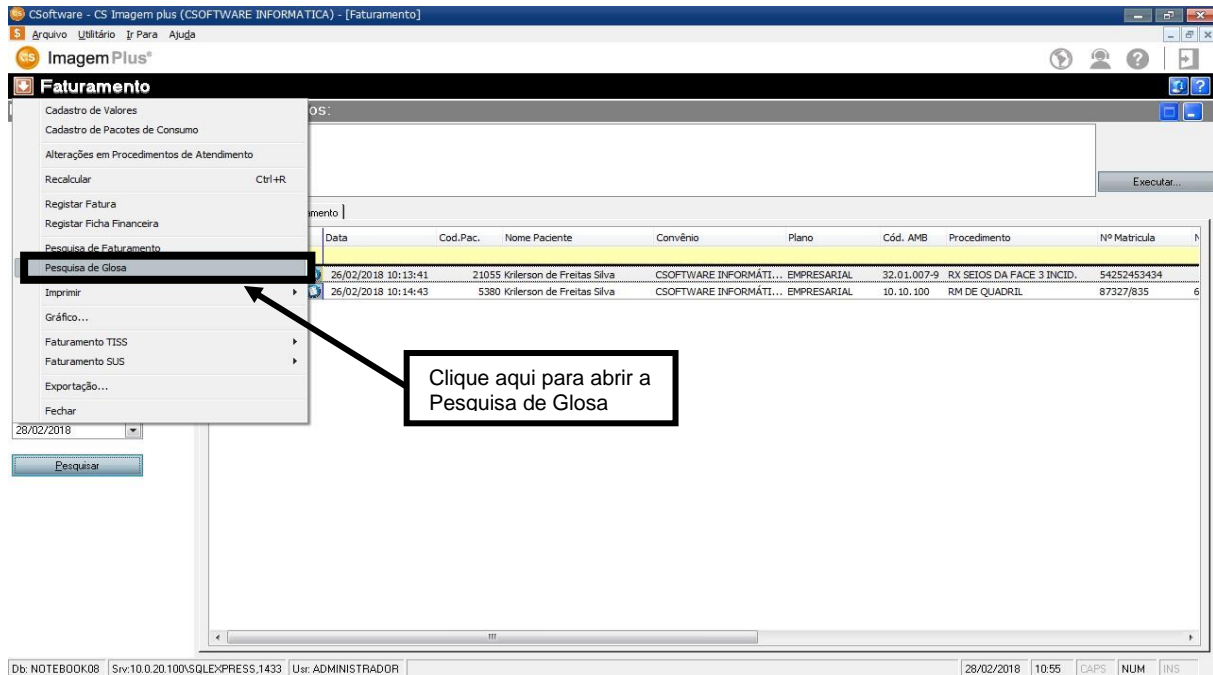 CSoftware - CS Imagem plus (CSOFTWARE INFORMATICA) - [Faturamento]
Arquivo Utilitário Ir Para Ajuda
CS ImagemPlus®
Faturamento
Cadastro de Valores
os:
Cadastro de Pacotes de Consumo
Alterações em Procedimentos de Atendimento
Recalcular Ctrl+R
Executar...
Registar Fatura
Registar Ficha Financeira
mento
Pesquisa de Faturamento
Data Cod.Pac. Nome Paciente Convênio Plano Cód. AMB Procedimento Nº Matricula N
Pesquisa de Glosa
26/02/2018 10:13:41 21055 Krilerson de Freitas Silva CSOFTWARE INFORMÁTI... EMPRESARIAL 32.01.007-9 RX SEIOS DA FACE 3 INCID. 54252453434
Imprimir
26/02/2018 10:14:43 5380 Krilerson de Freitas Silva CSOFTWARE INFORMÁTI... EMPRESARIAL 10.10.100 RM DE QUADRIL 87327/835 6
Gráfico...
Faturamento TISS
Faturamento SUS
Exportação...
Fechar
Clique aqui para abrir a
Pesquisa de Glosa
28/02/2018
Pesquisar
Db: NOTEBOOK08 Srv:10.0.20.100\SQLEXPRESS,1433 Usr: ADMINISTRADOR 28/02/2018 10:55 CAPS NUM INS